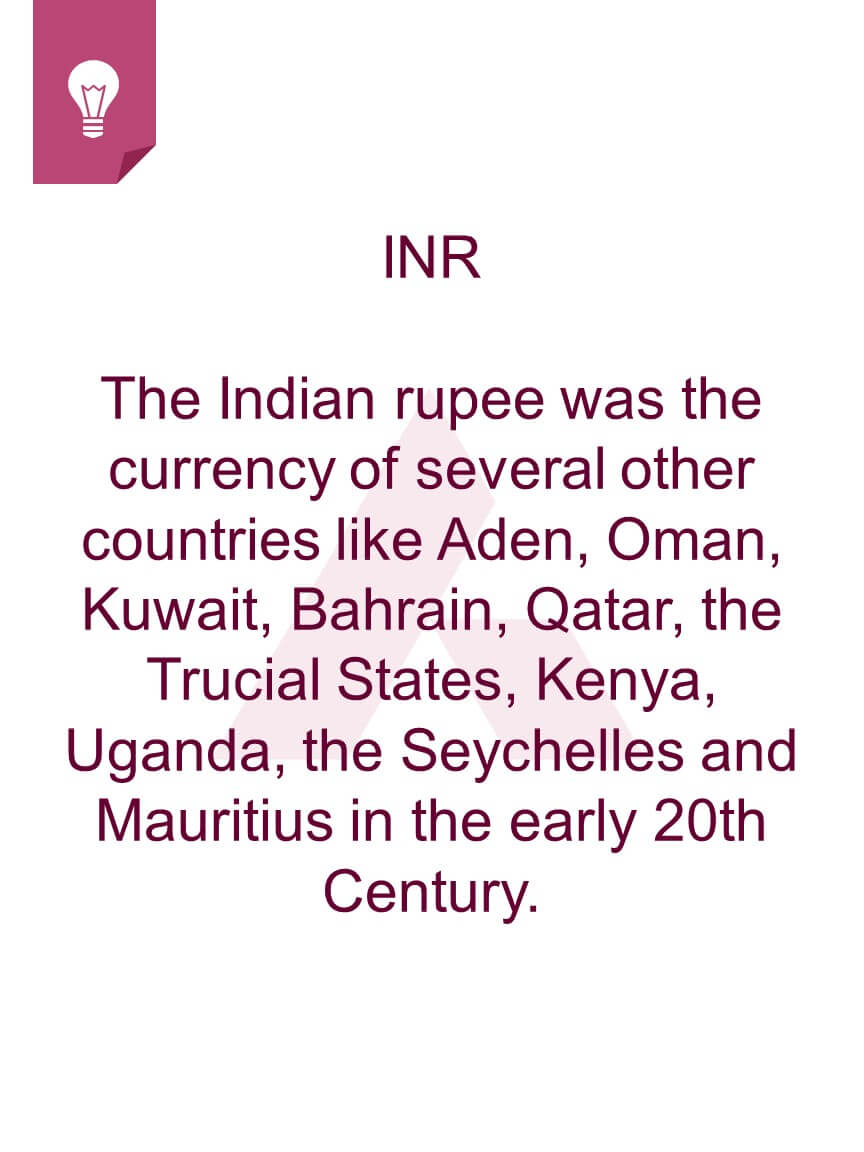 INR
The Indian rupee was the
currency of several other
countries like Aden, Oman,
Kuwait, Bahrain, Qatar, the
Trucial States, Kenya,
Uganda, the Seychelles and
Mauritius in the early 20th
Century.